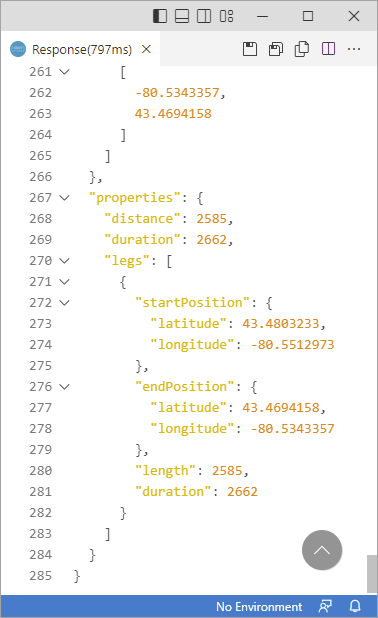 Response(797ms)
261 [
262 -80.5343357,
263 43.4694158
264 ]
265 ]
266 },
267 "properties": {
268 "distance": 2585,
269 "duration": 2662,
270 "legs": [
271 {
272 "startPosition": {
273 "latitude": 43.4803233,
274 "longitude": -80.5512973
275 },
276 "endPosition": {
277 "latitude": 43.4694158,
278 "longitude": -80.5343357
279 },
280 "length": 2585,
281 "duration": 2662
282 }
283 ]
284 }
285 }
No Environment